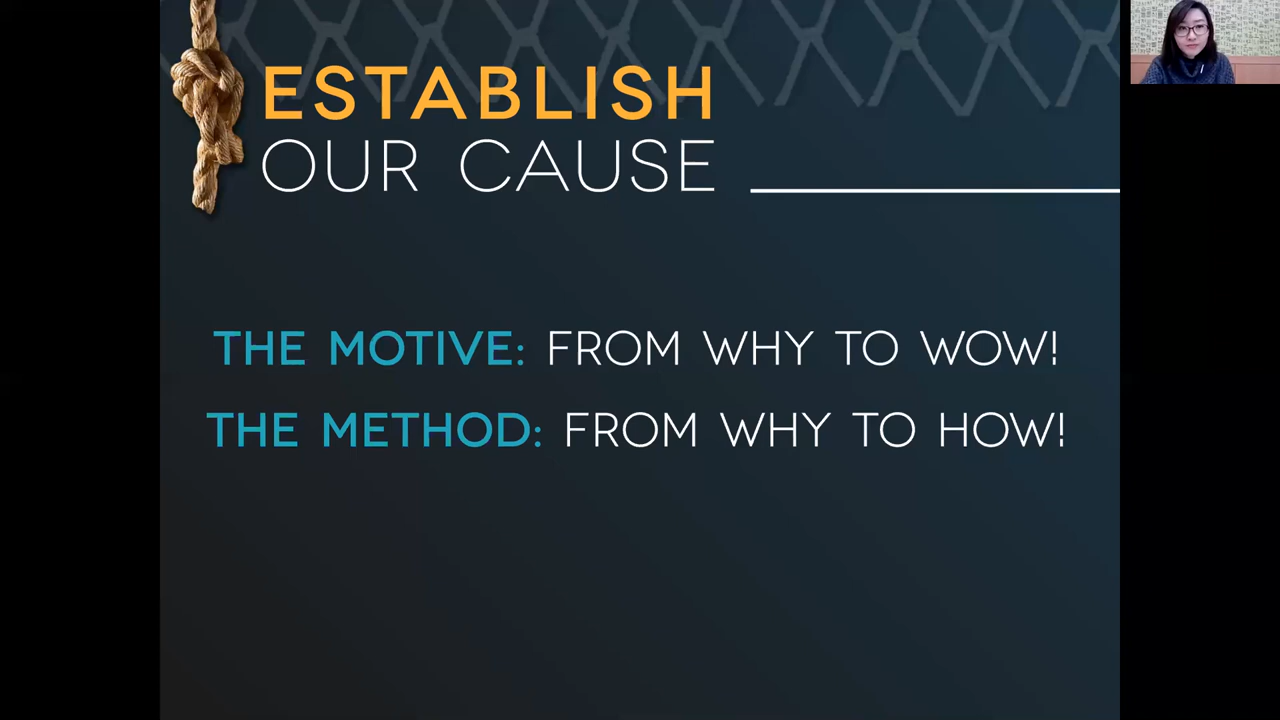 ESTABLISH
OUR CAUSE
THE MOTIVE: FROM WHY TO WOW!
THE METHOD: FROM WHY TO HOW!